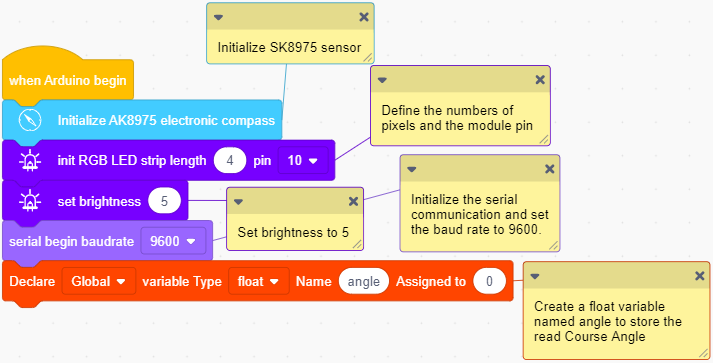 Initialize SK8975 sensor
when Arduino begin
Define the numbers of
pixels and the module pin
Initialize AK8975 electronic compass
init RGB LED strip length 4 pin 10
Initialize the serial
communication and set
the baud rate to 9600.
set brightness 5
Set brightness to 5
serial begin baudrate 9600
Declare Global variable Type float Name angle Assigned to 0
Create a float variable
named angle to store the
read Course Angle